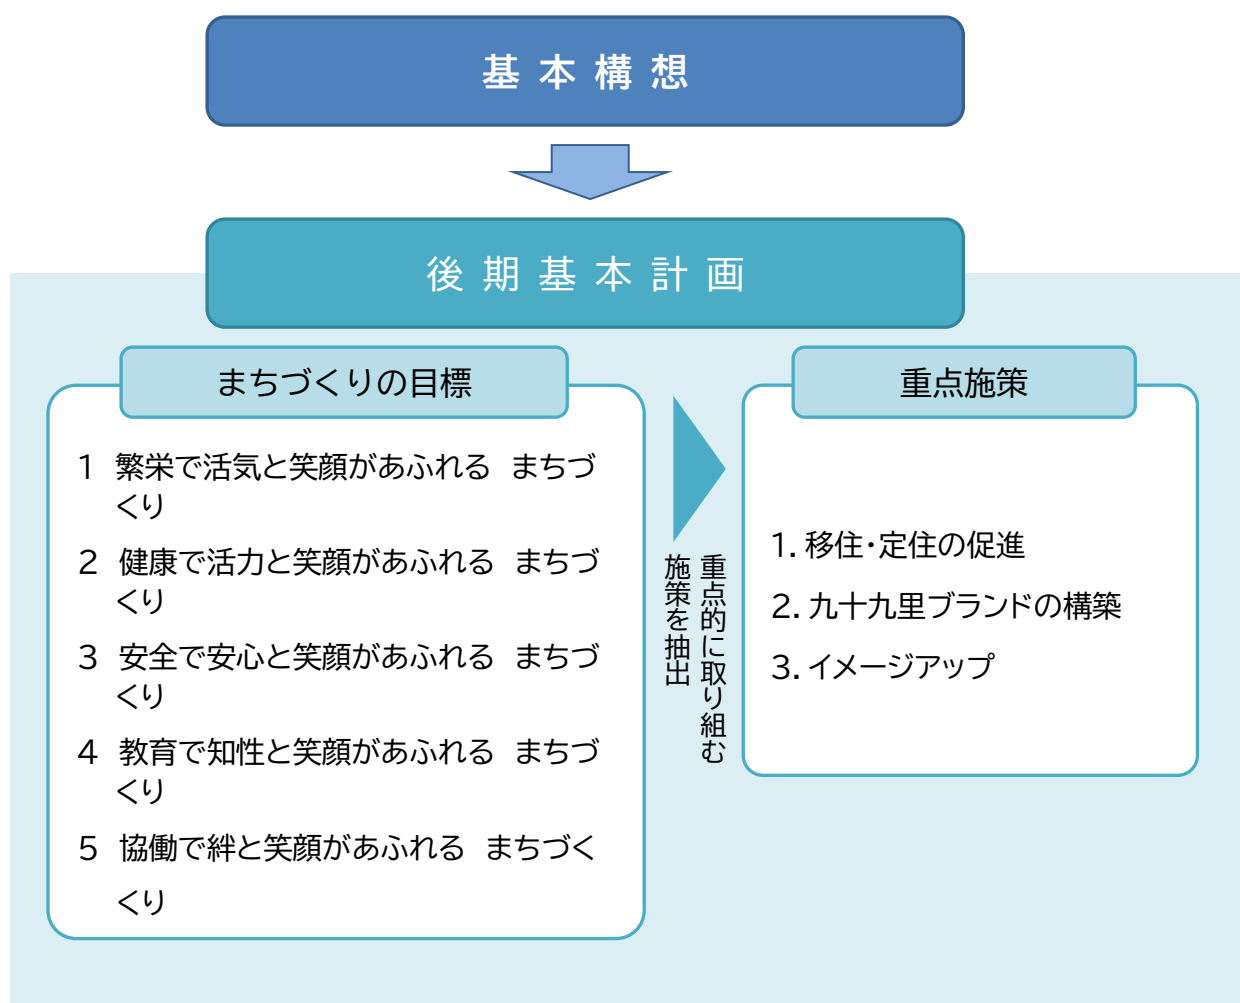 基本構想
後期基本計画
まちづくりの目標
1 繁栄で活気と笑顔があふれる　まちづ
くり
2 健康で活力と笑顔があふれる　まちづ
くり
3 安全で安心と笑顔があふれる　まちづ
くり
4 教育で知性と笑顔があふれる　まちづ
くり
5 協働で絆と笑顔があふれる　まちづく
くり
重点的に取り組む
施策を抽出
重点施策
1. 移住・定住の促進
2. 九十九里ブランドの構築
3. イメージアップ